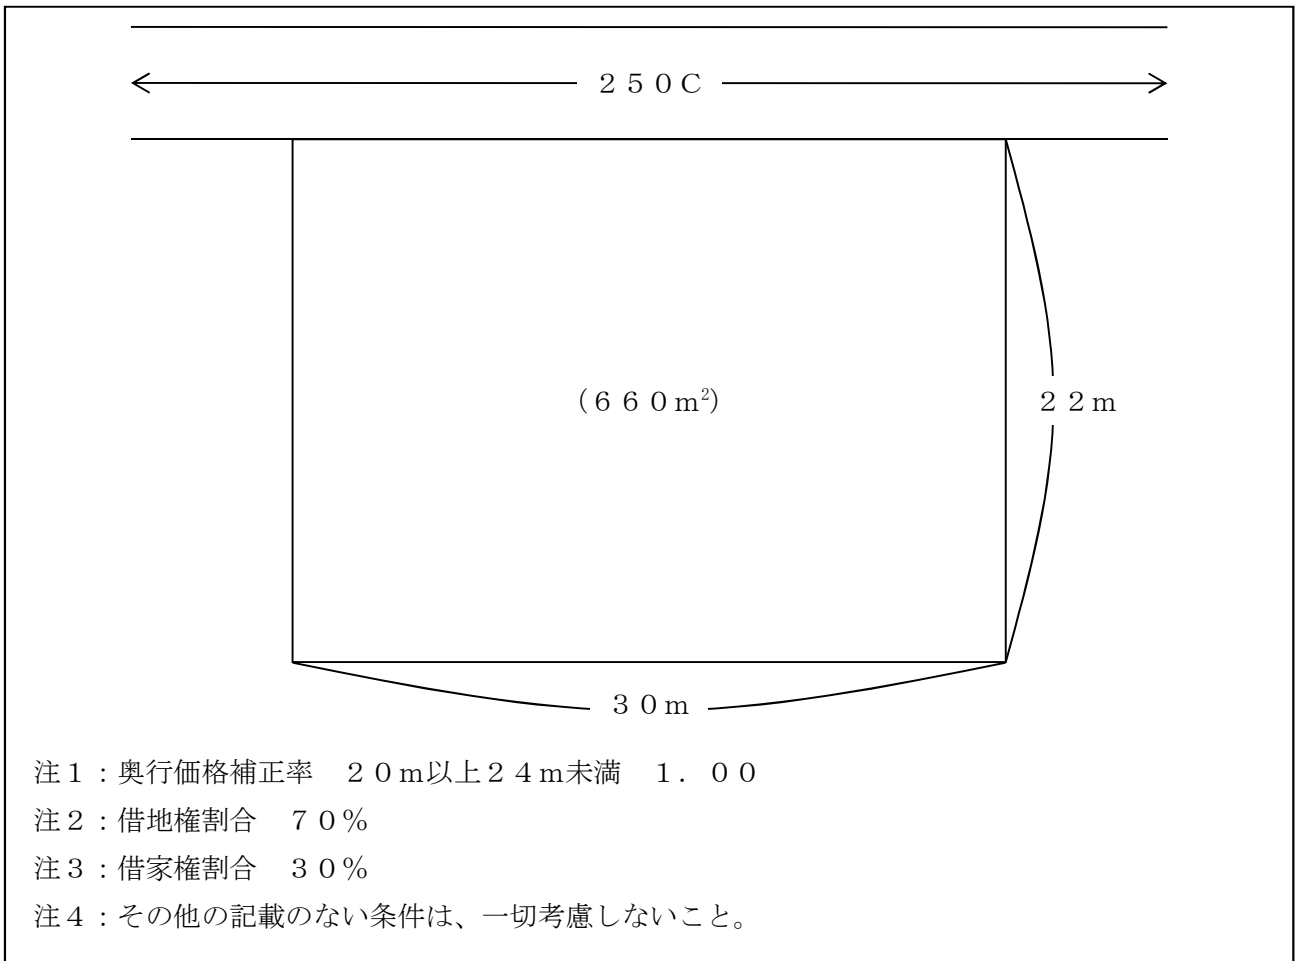 ２５０C
（６６０m²）
２２m
３０m
注１：奥行価格補正率　２０m以上２４m未満　１．００
注２：借地権割合　７０％
注３：借家権割合　３０％
注４：その他の記載のない条件は、一切考慮しないこと。